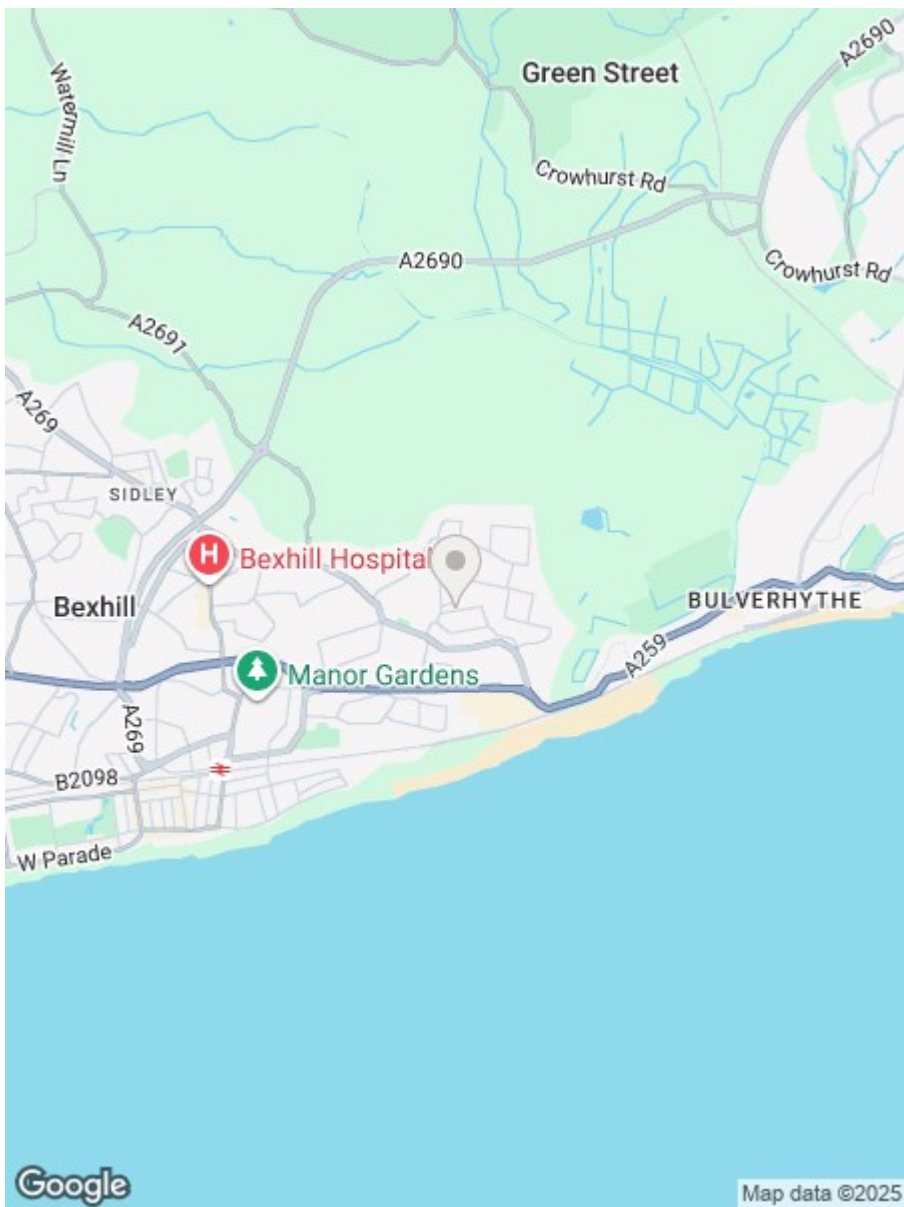 A2690
Green Street
Watermill Ln
Crowhurst Rd
A2690
Crowhurst Rd
A2691
A269
SIDLEY
H
Bexhill Hospital
Bexhill
BULVERHYTHE
A259
Manor Gardens
A269
B2098
W Parade
Google
Map data ©2025